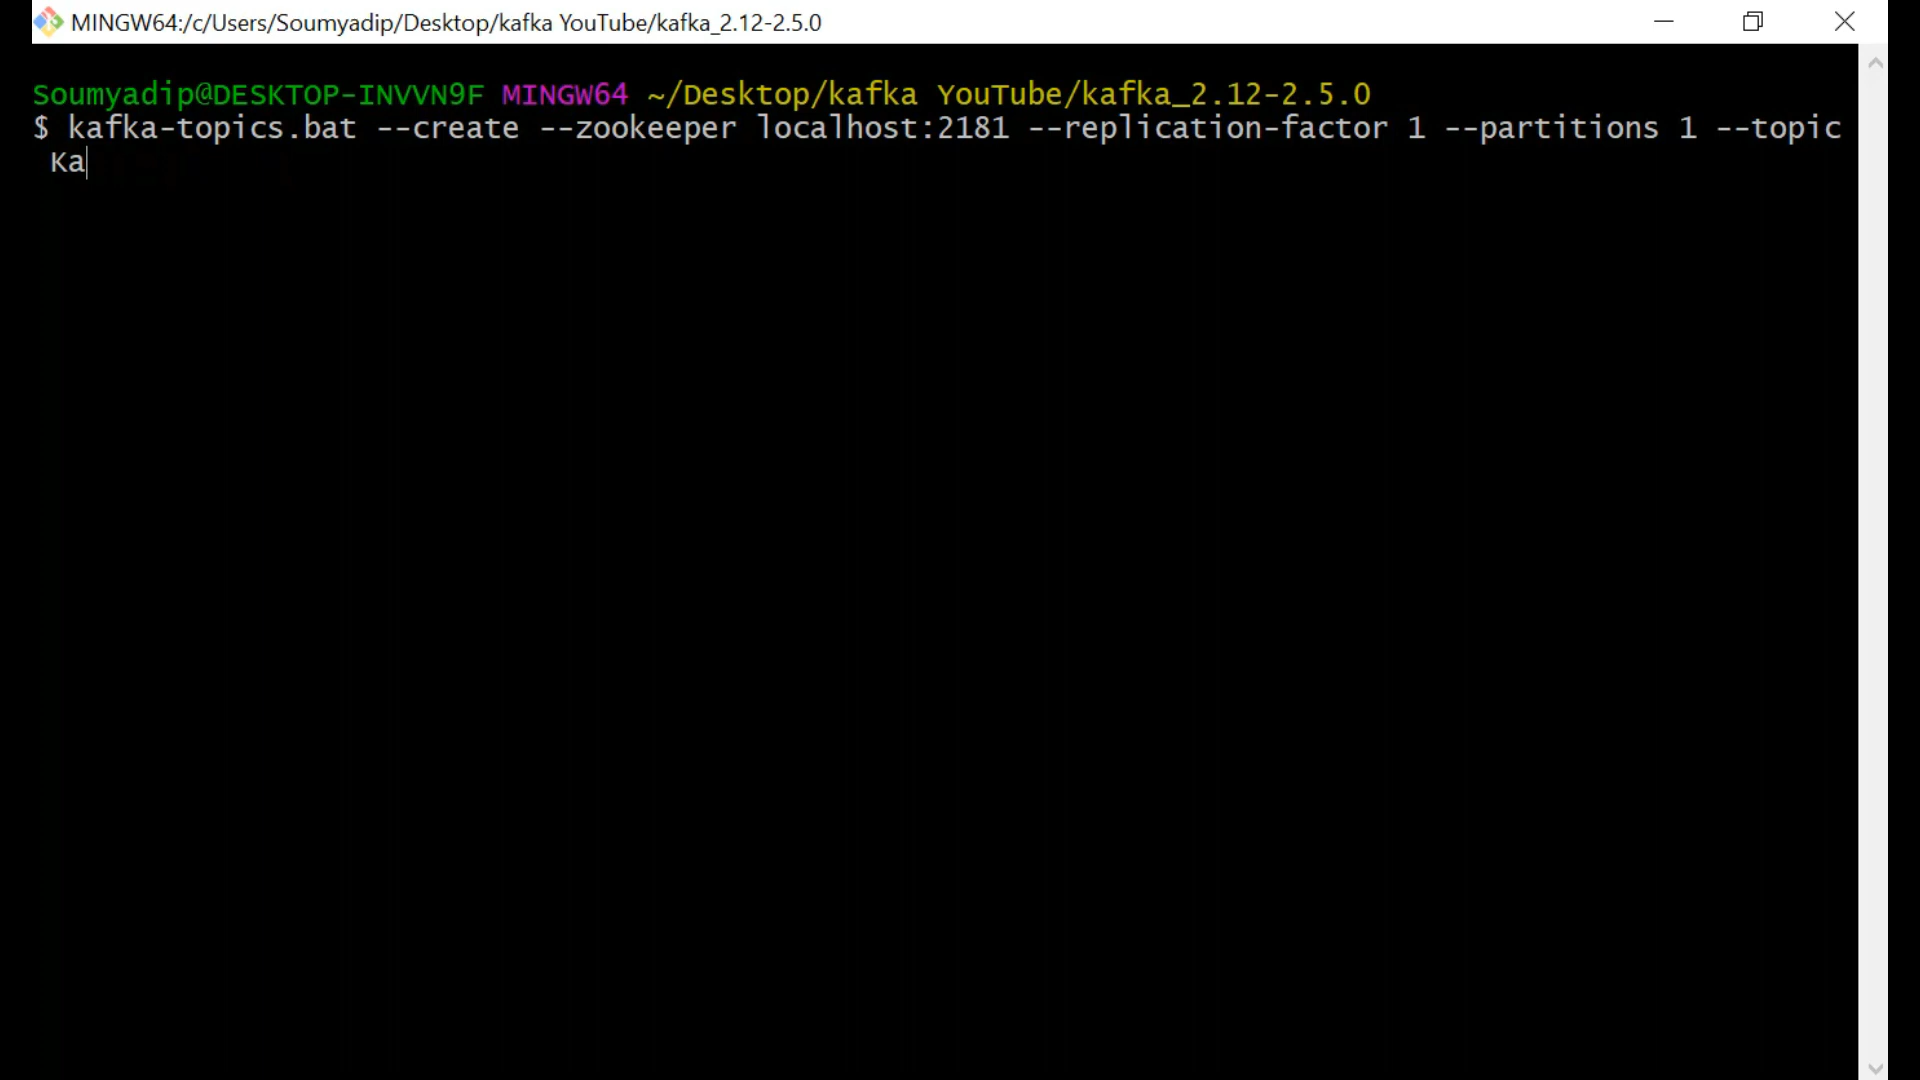 MINGW64:/c/Users/Soumyadip/Desktop/kafka YouTube/kafka_2.12-2.5.0
Soumyadip@DESKTOP-INVVN9F MINGW64 ~/Desktop/kafka YouTube/kafka_2.12-2.5.0
$ kafka-topics.bat --create --zookeeper localhost:2181 --replication-factor 1 --partitions 1 --topic
Ka